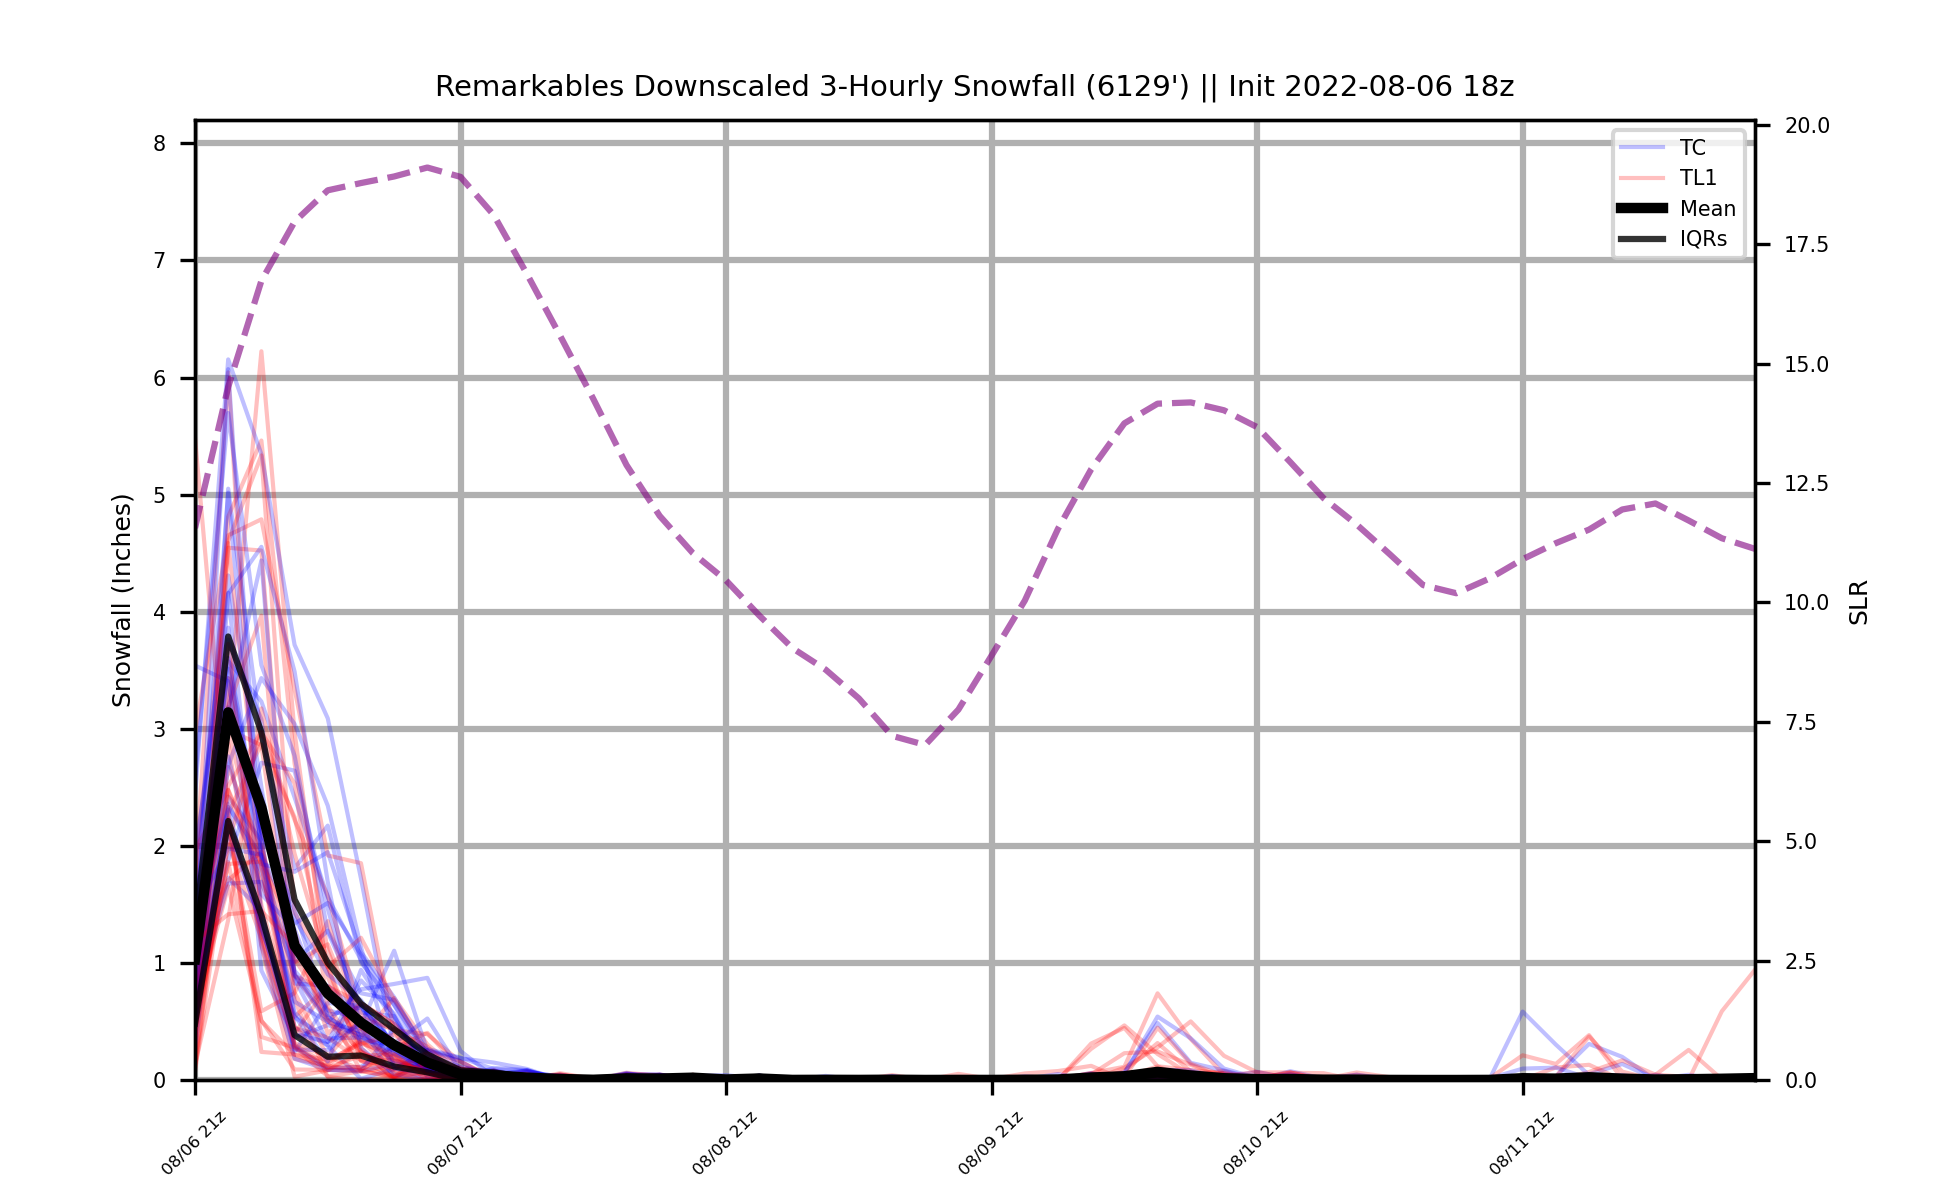 Remarkables Downscaled 3-Hourly Snowfall (6129') || Init 2022-08-06 18z
TC
TL1
Mean
IQRs
8
7
6
5
4
3
2
1
0
Snowfall (Inches)
20.0
17.5
15.0
12.5
10.0
7.5
5.0
2.5
0.0
SLR
08/06 21z
08/07 21z
08/08 21z
08/09 21z
08/10 21z
08/11 21z